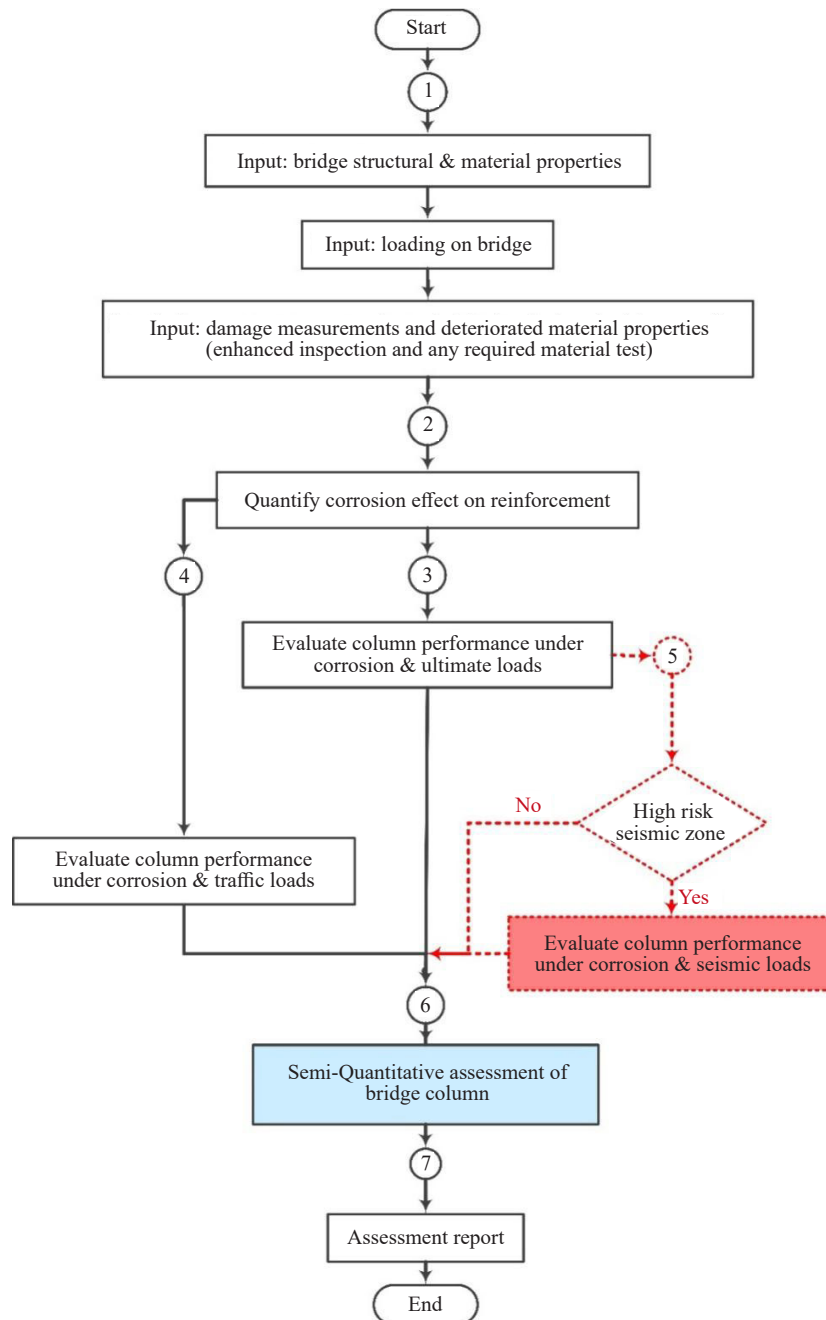 Start
1
Input: bridge structural & material properties
Input: loading on bridge
Input: damage measurements and deteriorated material properties
(enhanced inspection and any required material test)
2
Quantify corrosion effect on reinforcement
4
3
Evaluate column performance under
corrosion & ultimate loads
5
No
High risk
seismic zone
Evaluate column performance
under corrosion & traffic loads
Yes
Evaluate column performance
under corrosion & seismic loads
6
Semi-Quantitative assessment of
bridge column
7
Assessment report
End